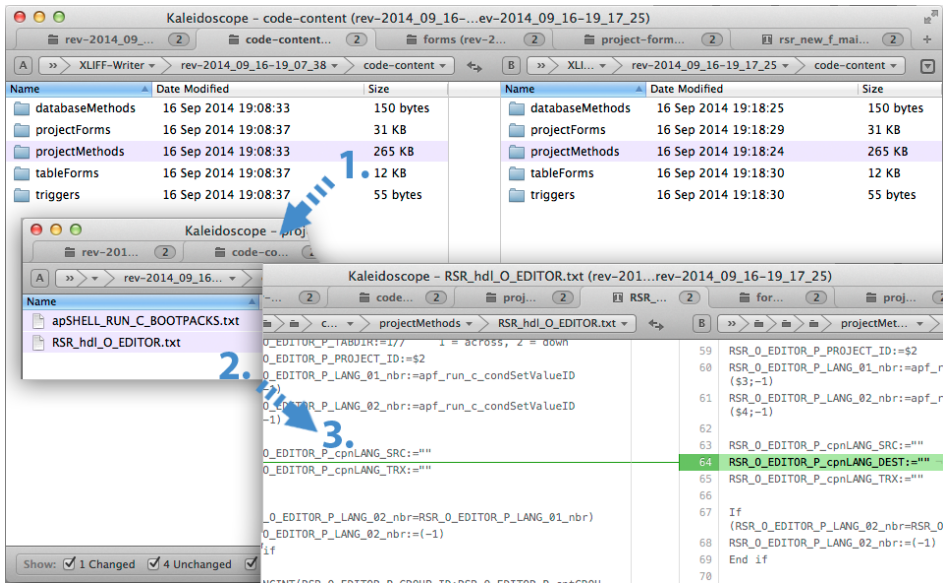 Kaleidoscope – code-content (rev-2014_09_16-...ev-2014_09_16-19_17_25)
rev-2014_09_... 2 code-content... 2 forms (rev-2... 2 project-form... 2 rsr_new_f_mai... 2 +
A » XLIFF-Writer rev-2014_09_16-19_07_38 code-content B » XLI... rev-2014_09_16-19_17_25 code-content
Name Date Modified Size Name Date Modified Size
databaseMethods 16 Sep 2014 19:08:33 150 bytes databaseMethods 16 Sep 2014 19:18:25 150 bytes
projectForms 16 Sep 2014 19:08:37 31 KB projectForms 16 Sep 2014 19:18:29 31 KB
projectMethods 16 Sep 2014 19:08:33 265 KB projectMethods 16 Sep 2014 19:18:24 265 KB
tableForms 16 Sep 2014 19:08:37 12 KB tableForms 16 Sep 2014 19:18:30 12 KB
triggers 16 Sep 2014 19:08:37 55 bytes triggers 16 Sep 2014 19:18:30 55 bytes
1.
Kaleidoscope – proj
rev-201... 2 code-co...
A » rev-2014_09_16...
Name
apSHELL_RUN_C_BOOTPACKS.txt
RSR_hdl_O_EDITOR.txt
2.
3.
Kaleidoscope – RSR_hdl_O_EDITOR.txt (rev-201...rev-2014_09_16-19_17_25)
-... 2 code... 2 proj... 2 RSR_... 2 for... 2 proj...
c... projectMethods RSR_hdl_O_EDITOR.txt B » projectMet...
O_EDITOR_P_TABDIR:=1// 1 = across, 2 = down
O_EDITOR_P_PROJECT_ID:=$2
O_EDITOR_P_LANG_01_nbr:=apf_run_c_condSetValueID
-1)
P_LANG_02_nbr:=apf_run_c_condSetValueID
-1)
O_EDITOR_P_cpnLANG_SRC:=""
O_EDITOR_P_cpnLANG_TRX:=""
_O_EDITOR_P_LANG_02_nbr=RSR_O_EDITOR_P_LANG_01_nbr)
O_EDITOR_P_LANG_02_nbr:=(-1)
if
59 RSR_O_EDITOR_P_PROJECT_ID:=$2
60 RSR_O_EDITOR_P_LANG_01_nbr:=apf_r
($3;-1)
61 RSR_O_EDITOR_P_LANG_02_nbr:=apf_r
($4;-1)
62
63 RSR_O_EDITOR_P_cpnLANG_SRC:=""
64 RSR_O_EDITOR_P_cpnLANG_DEST:=""
65 RSR_O_EDITOR_P_cpnLANG_TRX:=""
66
67 If
(RSR_O_EDITOR_P_LANG_02_nbr=RSR_O
68 RSR_O_EDITOR_P_LANG_02_nbr:=(-1)
69 End if
70
Show: 1 Changed 4 Unchanged